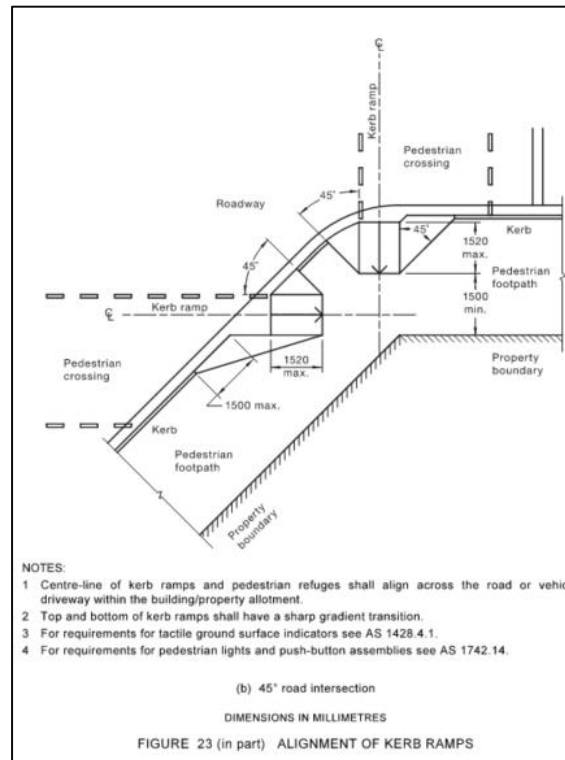 ℄
Kerb ramp
Pedestrian
crossing
45°
Roadway
45°
Kerb
1520
max.
Pedestrian
footpath
45°
1500
min.
Kerb ramp
℄
Property
boundary
Pedestrian
crossing
1520
max.
1500 max.
Kerb
Pedestrian
footpath
Property
boundary
NOTES:
1 Centre-line of kerb ramps and pedestrian refuges shall align across the road or vehic
driveway within the building/property allotment.
2 Top and bottom of kerb ramps shall have a sharp gradient transition.
3 For requirements for tactile ground surface indicators see AS 1428.4.1.
4 For requirements for pedestrian lights and push-button assemblies see AS 1742.14.
(b) 45° road intersection
DIMENSIONS IN MILLIMETRES
FIGURE 23 (in part) ALIGNMENT OF KERB RAMPS